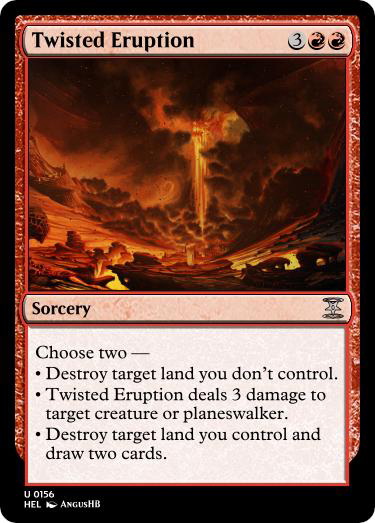 Twisted Eruption 3
Sorcery
Choose two —
• Destroy target land you don't control.
• Twisted Eruption deals 3 damage to
target creature or planeswalker.
• Destroy target land you control and
draw two cards.
U 0156
HEL AngusHB